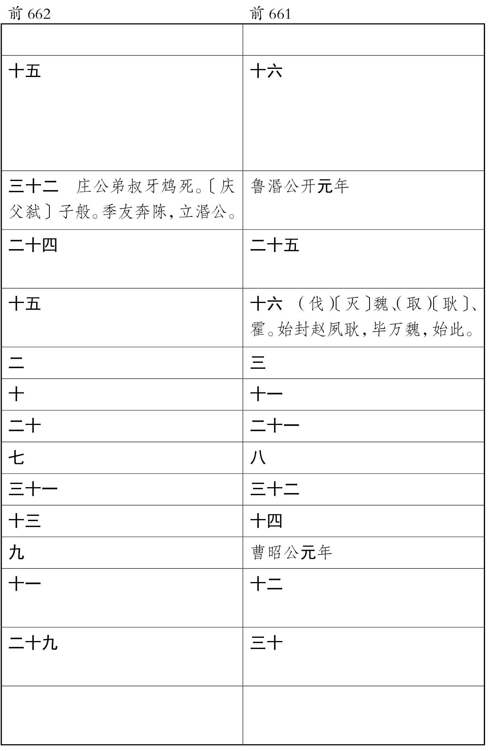 前 662 前 661
十五 十六
三十二 庄公弟叔牙鸩死。〔庆 鲁湣公开元年
父弑〕子般。季友奔陈,立湣公。
二十四 二十五
十五 十六 (伐)〔灭〕魏、(取)〔耿〕、
霍。始封赵夙耿,毕万魏,始此。
二 三
十 十一
二十 二十一
七 八
三十一 三十二
十三 十四
九 曹昭公元年
十一 十二
二十九 三十